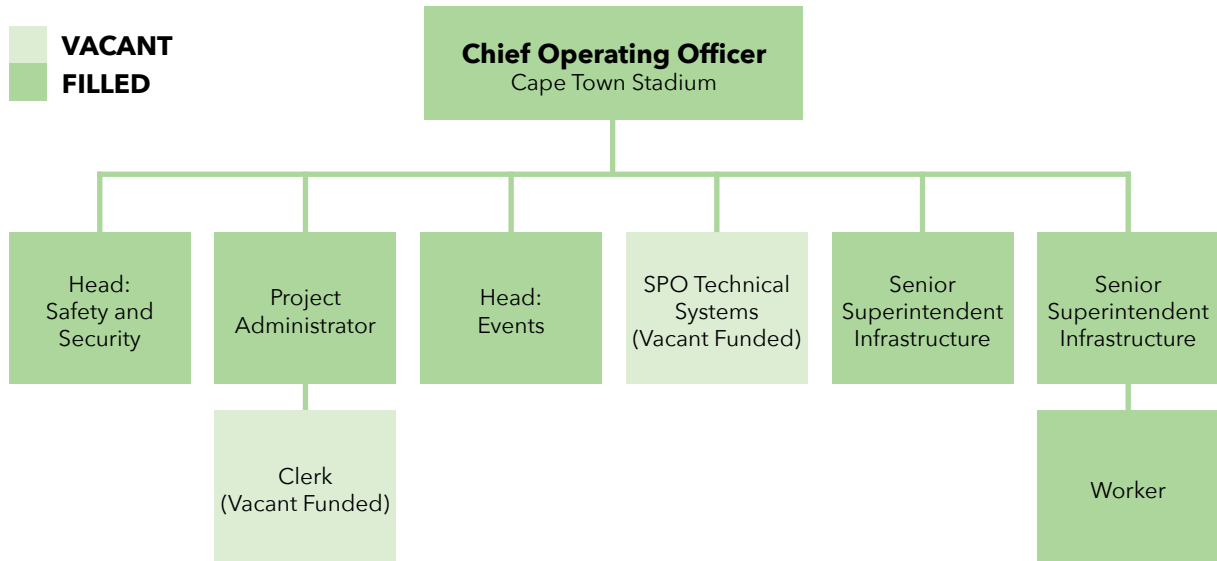 VACANT
FILLED
Chief Operating Officer
Cape Town Stadium
Head:
Safety and
Security
Project
Administrator
Head:
Events
SPO Technical
Systems
(Vacant Funded)
Senior
Superintendent
Infrastructure
Senior
Superintendent
Infrastructure
Clerk
(Vacant Funded)
Worker